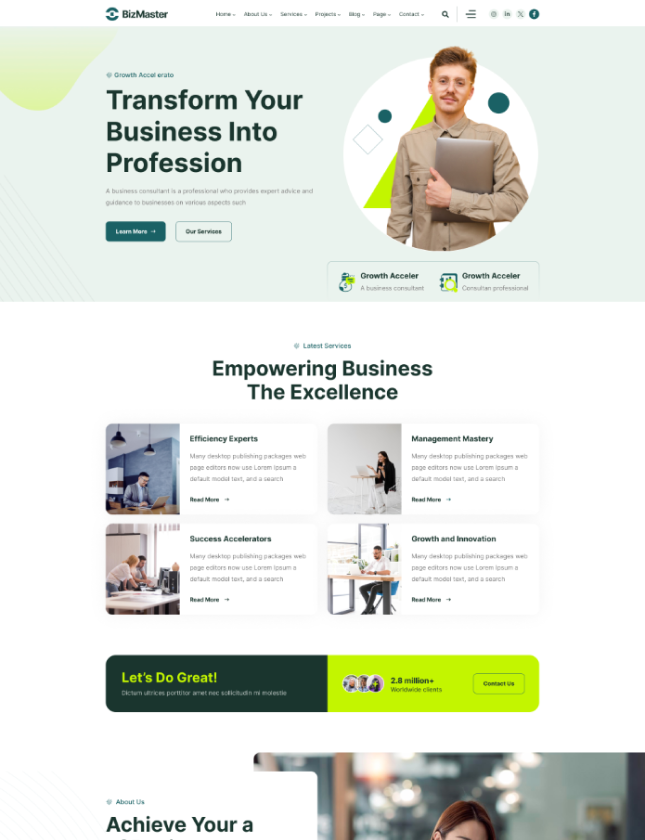 BizMaster
Home
About Us
Services
Projects
Blog
Page
Contact
Growth Accel erato
Transform Your
Business Into
Profession
A business consultant is a professional who provides expert advice and
guidance to businesses on various aspects such
Learn More →
Our Services
Growth Acceler
A business consultant
Growth Acceler
Consultan professional
Latest Services
Empowering Business
The Excellence
Efficiency Experts
Many desktop publishing packages web
page editors now use Lorem Ipsum a
default model text, and a search
Read More →
Management Mastery
Many desktop publishing packages web
page editors now use Lorem Ipsum a
default model text, and a search
Read More →
Success Accelerators
Many desktop publishing packages web
page editors now use Lorem Ipsum a
default model text, and a search
Read More →
Growth and Innovation
Many desktop publishing packages web
page editors now use Lorem Ipsum a
default model text, and a search
Read More →
Let's Do Great!
Dictum ultrices porttitor amet nec sollicitudin mi molestie
2.8 million+
Worldwide clients
Contact Us
About Us
Achieve Your a